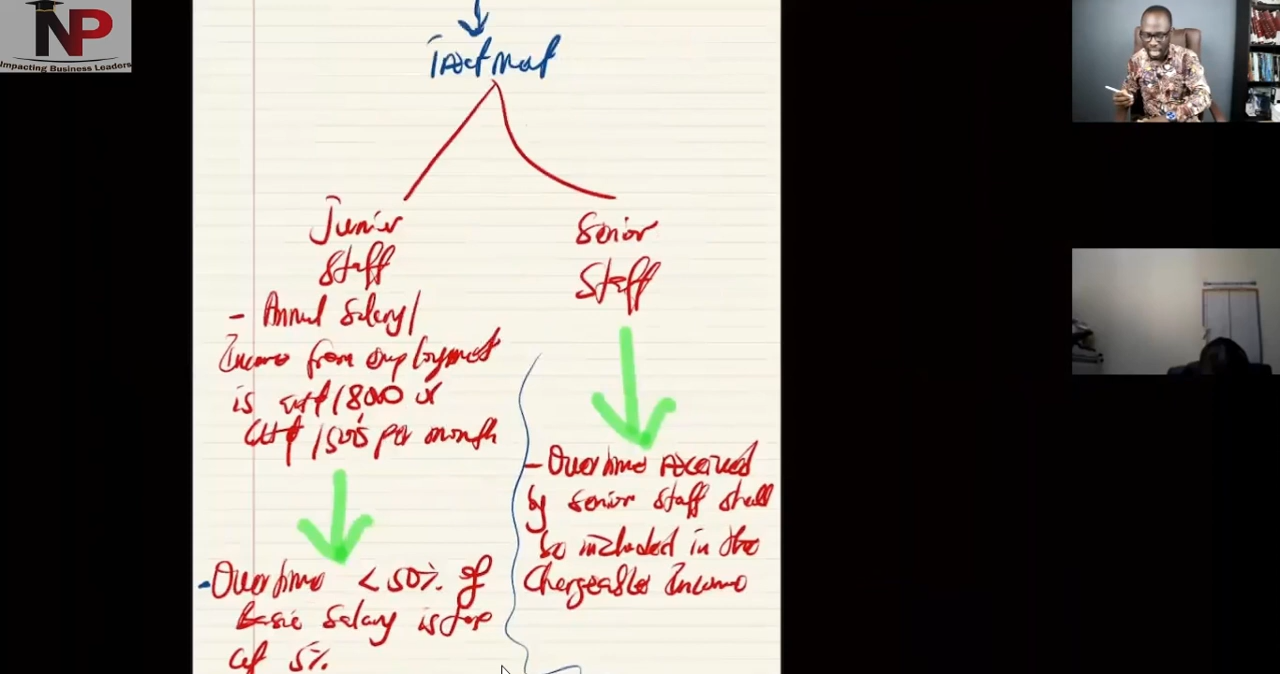 NP
Impacting Business Leaders
Treatment
Junior
Staff
- Annual Salary/
Income from employment
is GH¢ 18000 or
GH¢ 1500 per month
- Overtime < 50% of
Basic Salary is tax
at 5%
Senior
Staff
- Overtime received
by senior staff shall
be included in the
Chargeable Income